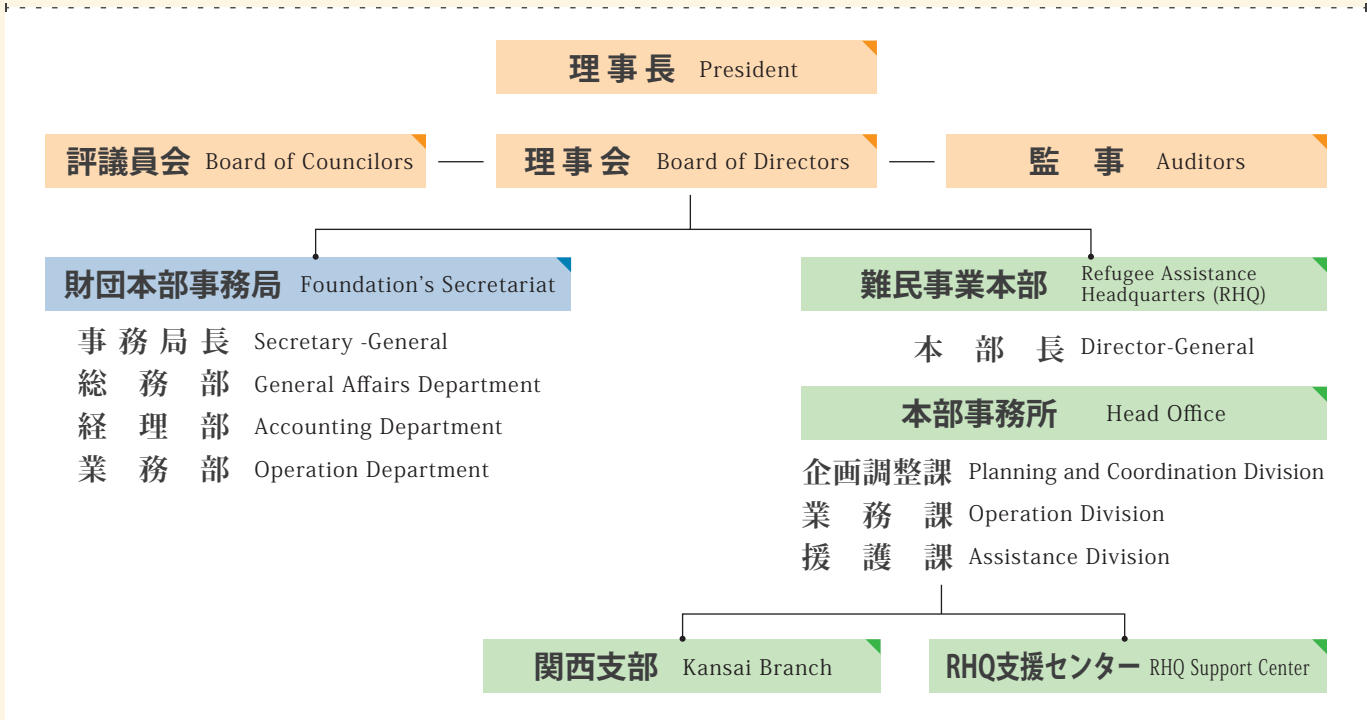 理事長 President
評議員会 Board of Councilors
理事会 Board of Directors
監事 Auditors
財団本部事務局 Foundation's Secretariat
事務局長 Secretary -General
総務部 General Affairs Department
経理部 Accounting Department
業務部 Operation Department
難民事業本部 Refugee Assistance
Headquarters (RHQ)
本部長 Director-General
本部事務所 Head Office
企画調整課 Planning and Coordination Division
業務課 Operation Division
援護課 Assistance Division
関西支部 Kansai Branch
RHQ支援センター RHQ Support Center